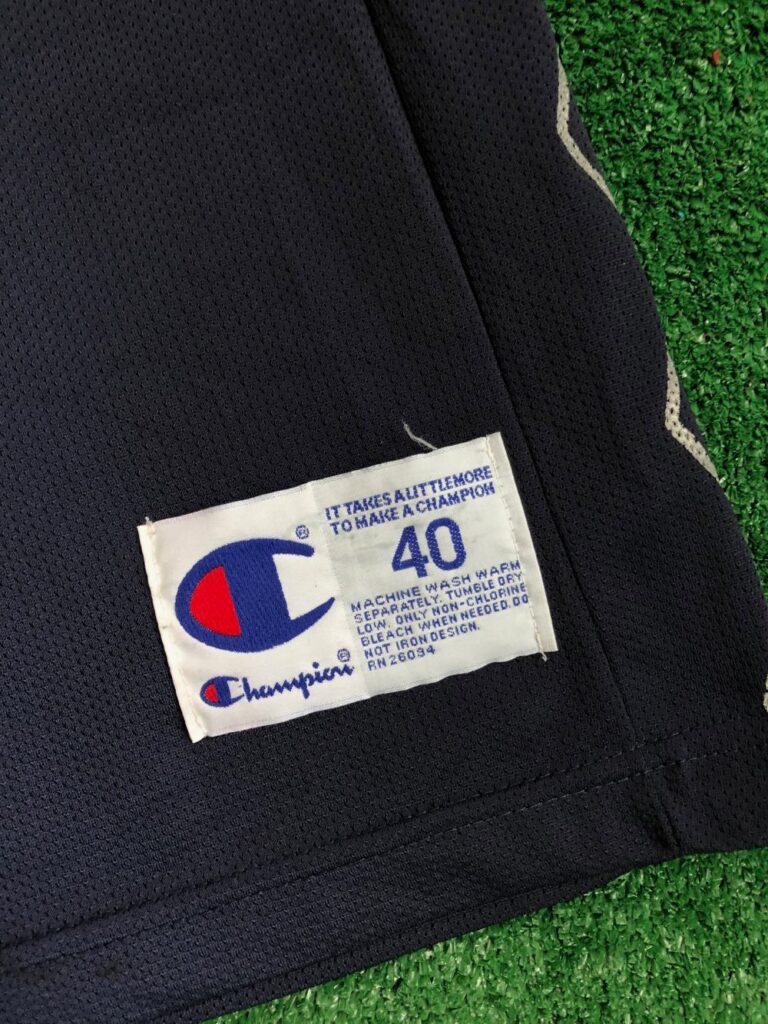 IT TAKES A LITTLE MORE
TO MAKE A CHAMPION
®
40
MACHINE WASH WARM
SEPARATELY. TUMBLE DRY
LOW. ONLY NON-CHLORINE
BLEACH WHEN NEEDED. DO
NOT IRON DESIGN.
RN 26094
Champion®